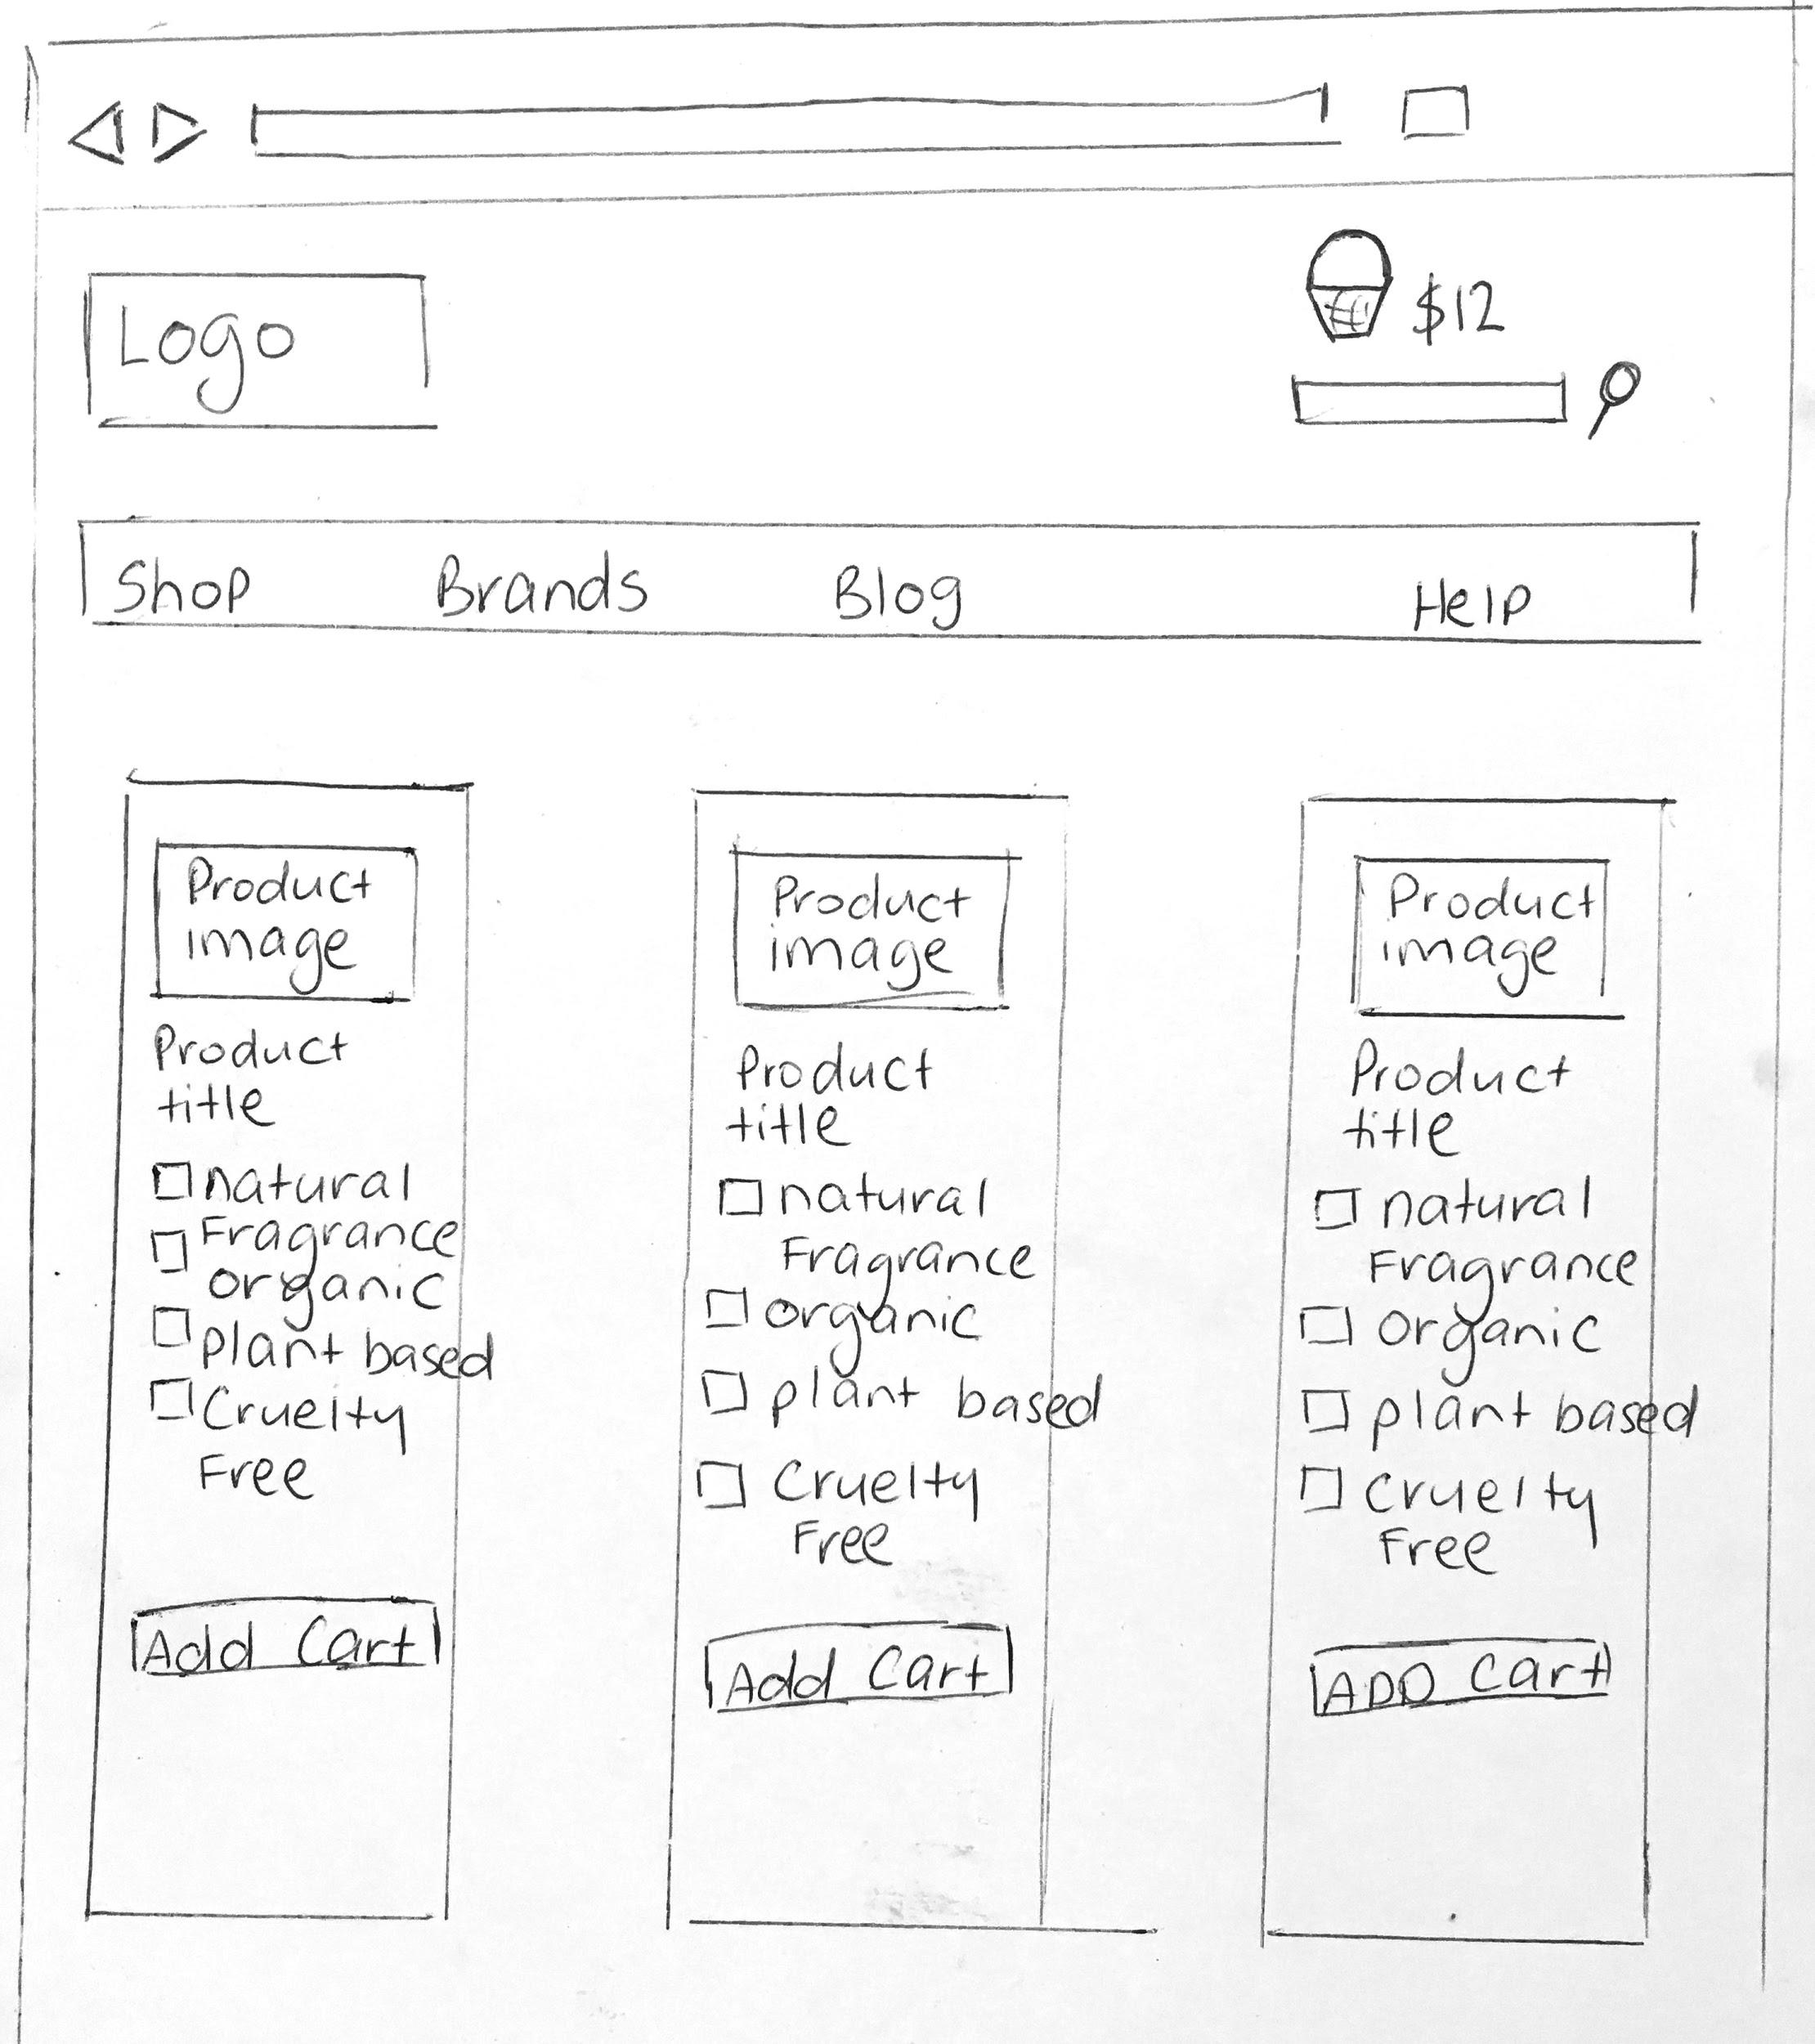 Logo
$12
Shop Brands Blog Help
Product
image
Product
title
natural
Fragrance
organic
plant based
Cruelty
Free
Add Cart
Product
image
Product
title
natural
Fragrance
organic
plant based
Cruelty
Free
Add Cart
Product
image
Product
title
natural
Fragrance
organic
plant based
Cruelty
Free
ADD Cart